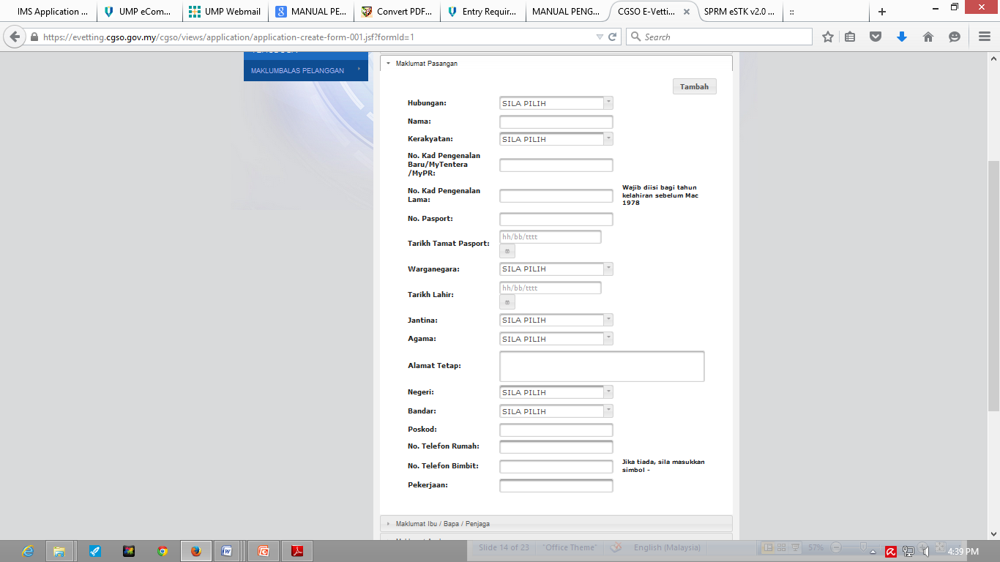 IMS Application ...
UMP eCom...
UMP Webmail
MANUAL PE...
Convert PDF...
Entry Requir...
MANUAL PENG...
CGSO E-Vetti...
SPRM eSTK v2.0 ...
::
https://evetting.cgso.gov.my/cgso/views/application/application-create-form-001.jsf?formId=1
Search
MAKLUMBALAS PELANGGAN
Maklumat Pasangan
Tambah
Hubungan: SILA PILIH
Nama:
Kerakyatan: SILA PILIH
No. Kad Pengenalan
Baru/MyTentera
/MyPR:
No. Kad Pengenalan
Lama:
Wajib diisi bagi tahun
kelahiran sebelum Mac
1978
No. Pasport:
Tarikh Tamat Pasport: hh/bb/tttt
Warganegara: SILA PILIH
Tarikh Lahir: hh/bb/tttt
Jantina: SILA PILIH
Agama: SILA PILIH
Alamat Tetap:
Negeri: SILA PILIH
Bandar: SILA PILIH
Poskod:
No. Telefon Rumah:
No. Telefon Bimbit:
Jika tiada, sila masukkan
simbol -
Pekerjaan:
Maklumat Ibu / Bapa / Penjaga
Slide 14 of 23 "Office Theme" English (Malaysia) 57% 4:39 PM